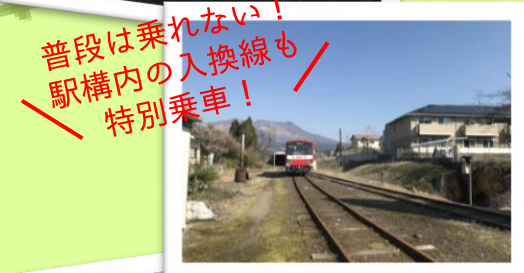 普段は乗れない！
駅構内の入換線も
特別乗車！